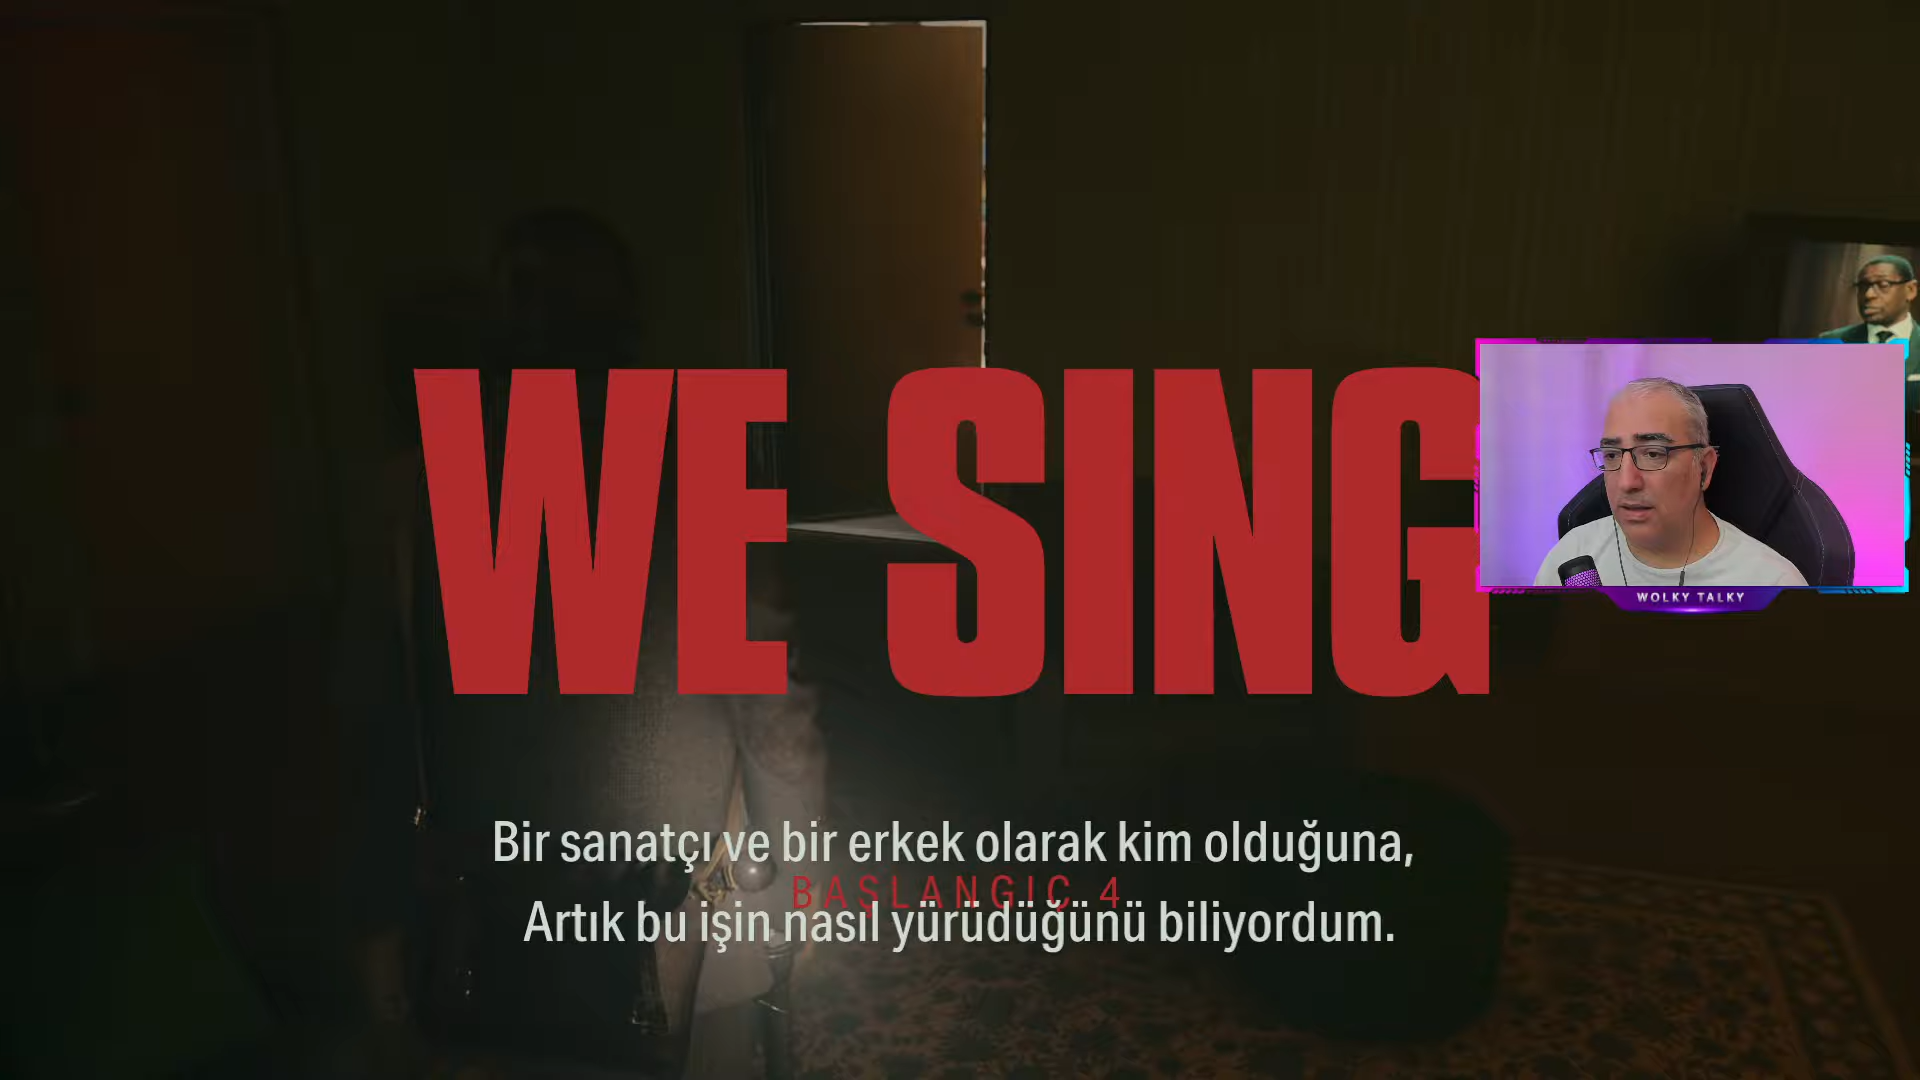 WE SING
WOLKY TALKY
Bir sanatçı ve bir erkek olarak kim olduğuna,
BAŞLANGIÇ 4
Artık bu işin nasıl yürüdüğünü biliyordum.